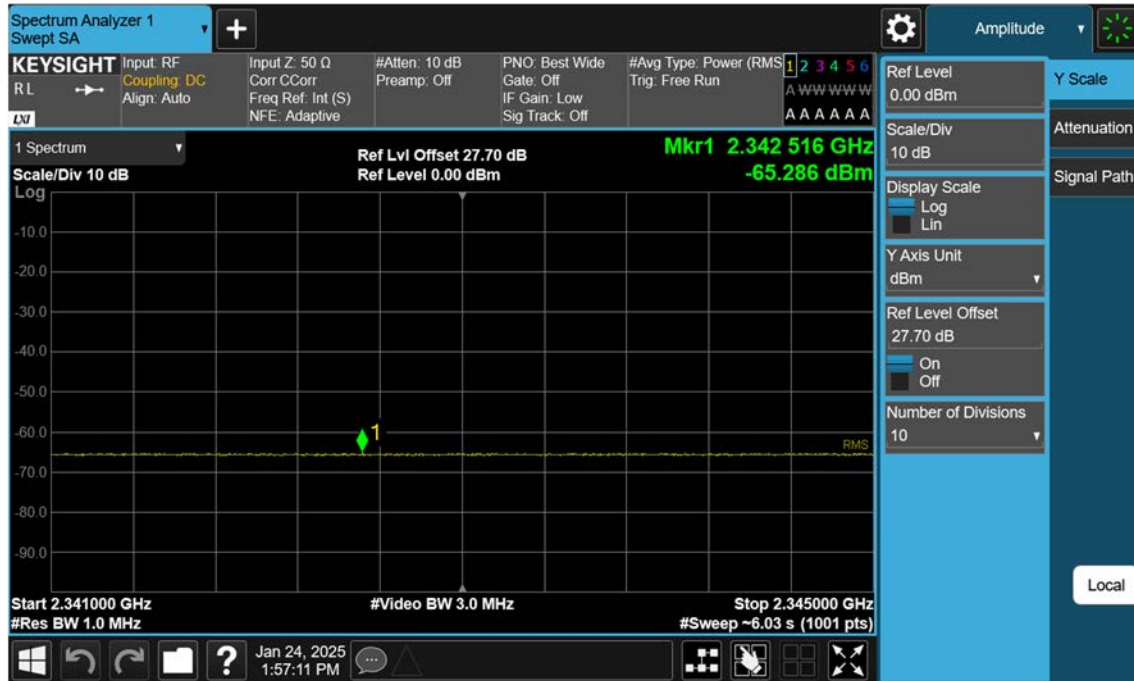 Spectrum Analyzer 1
Swept SA
Amplitude
KEYSIGHT
R L
LXI
Input: RF
Coupling: DC
Align: Auto
Input Z: 50 Ω
Corr CCorr
Freq Ref: Int (S)
NFE: Adaptive
#Atten: 10 dB
Preamp: Off
PNO: Best Wide
Gate: Off
IF Gain: Low
Sig Track: Off
#Avg Type: Power (RMS
Trig: Free Run
1 2 3 4 5 6
A W W W W W
A A A A A A
1 Spectrum
Scale/Div 10 dB
Log
Ref Lvl Offset 27.70 dB
Ref Level 0.00 dBm
Mkr1 2.342 516 GHz
-65.286 dBm
-10.0
-20.0
-30.0
-40.0
-50.0
-60.0
-70.0
-80.0
-90.0
1
RMS
Start 2.341000 GHz
#Res BW 1.0 MHz
#Video BW 3.0 MHz
Stop 2.345000 GHz
#Sweep ~6.03 s (1001 pts)
Ref Level
0.00 dBm
Scale/Div
10 dB
Display Scale
Log
Lin
Y Axis Unit
dBm
Ref Level Offset
27.70 dB
On
Off
Number of Divisions
10
Y Scale
Attenuation
Signal Path
Local
?
Jan 24, 2025
1:57:11 PM